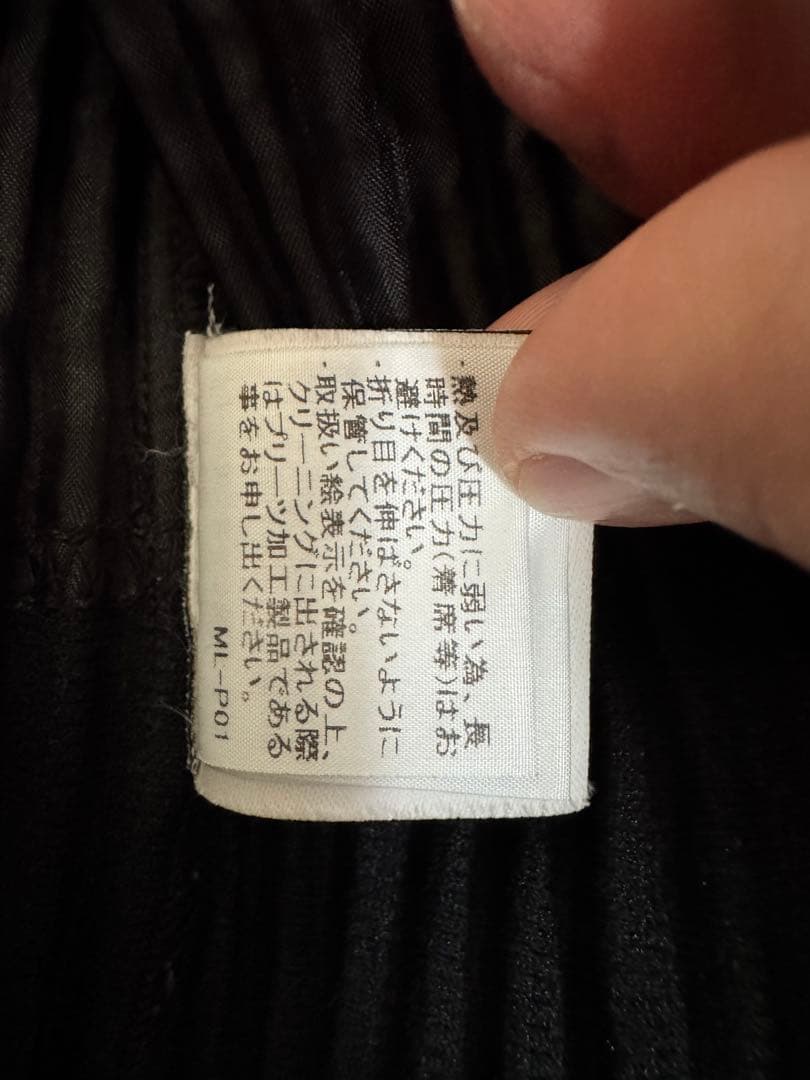 ・熱及び圧力に弱い為、長
時間の圧力(着席等)はお
避けください。
・折り目を伸ばさないように
保管してください。
・取扱い絵表示を確認の上、
クリーニングに出される際
はプリーツ加工製品である
事をお申し出ください。
ML-P01